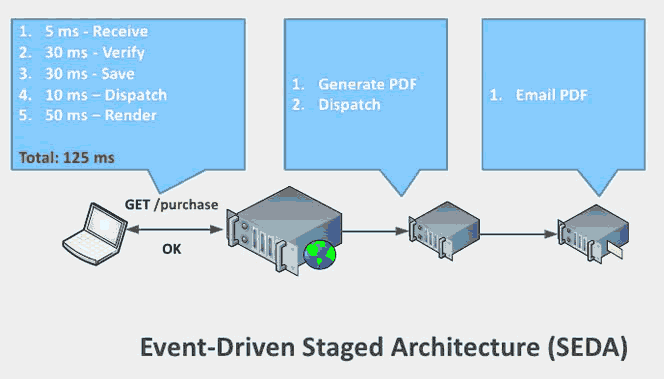 1. 5 ms - Receive
2. 30 ms - Verify
3. 30 ms - Save
4. 10 ms – Dispatch
5. 50 ms – Render
Total: 125 ms
1. Generate PDF
2. Dispatch
1. Email PDF
GET /purchase
OK
Event-Driven Staged Architecture (SEDA)